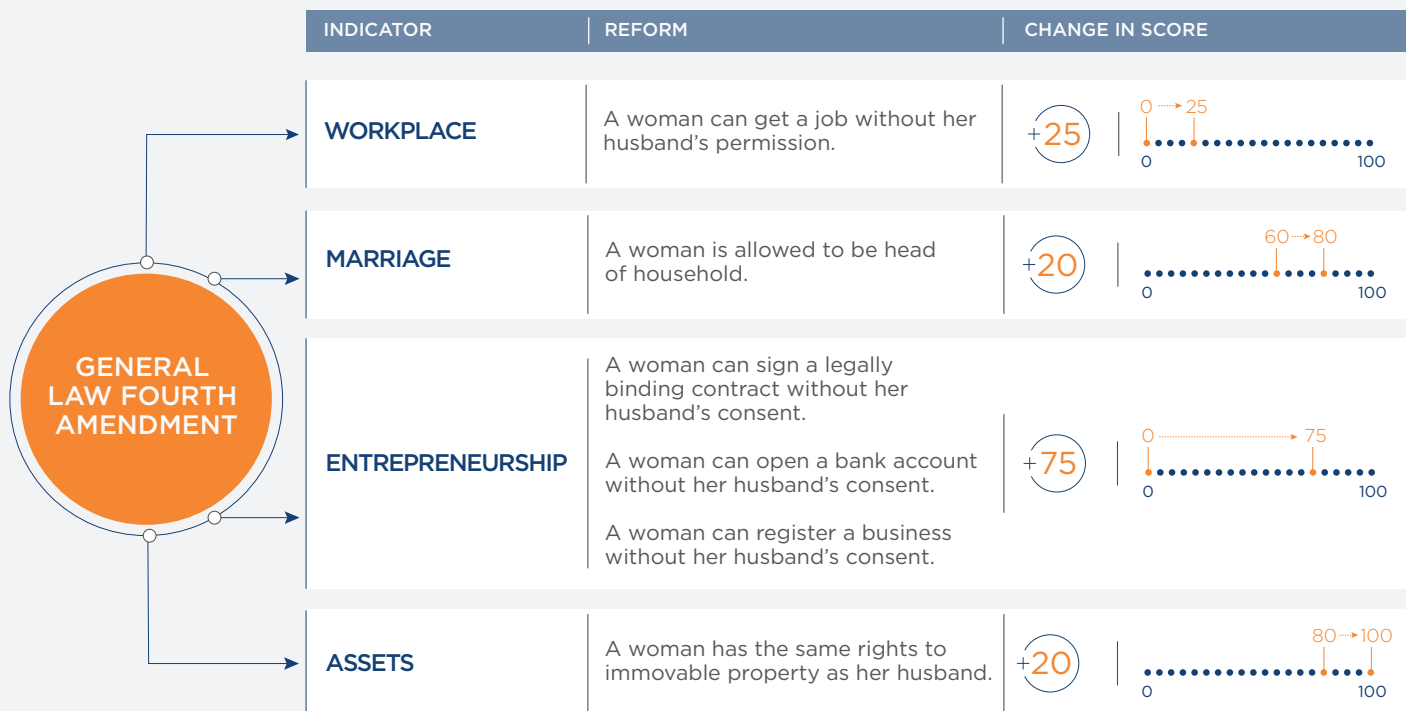 INDICATOR
REFORM
CHANGE IN SCORE
GENERAL
LAW FOURTH
AMENDMENT
WORKPLACE
A woman can get a job without her
husband’s permission.
+25
0 25
0 100
MARRIAGE
A woman is allowed to be head
of household.
+20
60 80
0 100
ENTREPRENEURSHIP
A woman can sign a legally
binding contract without her
husband’s consent.
A woman can open a bank account
without her husband’s consent.
A woman can register a business
without her husband’s consent.
+75
0 75
0 100
ASSETS
A woman has the same rights to
immovable property as her husband.
+20
80 100
0 100